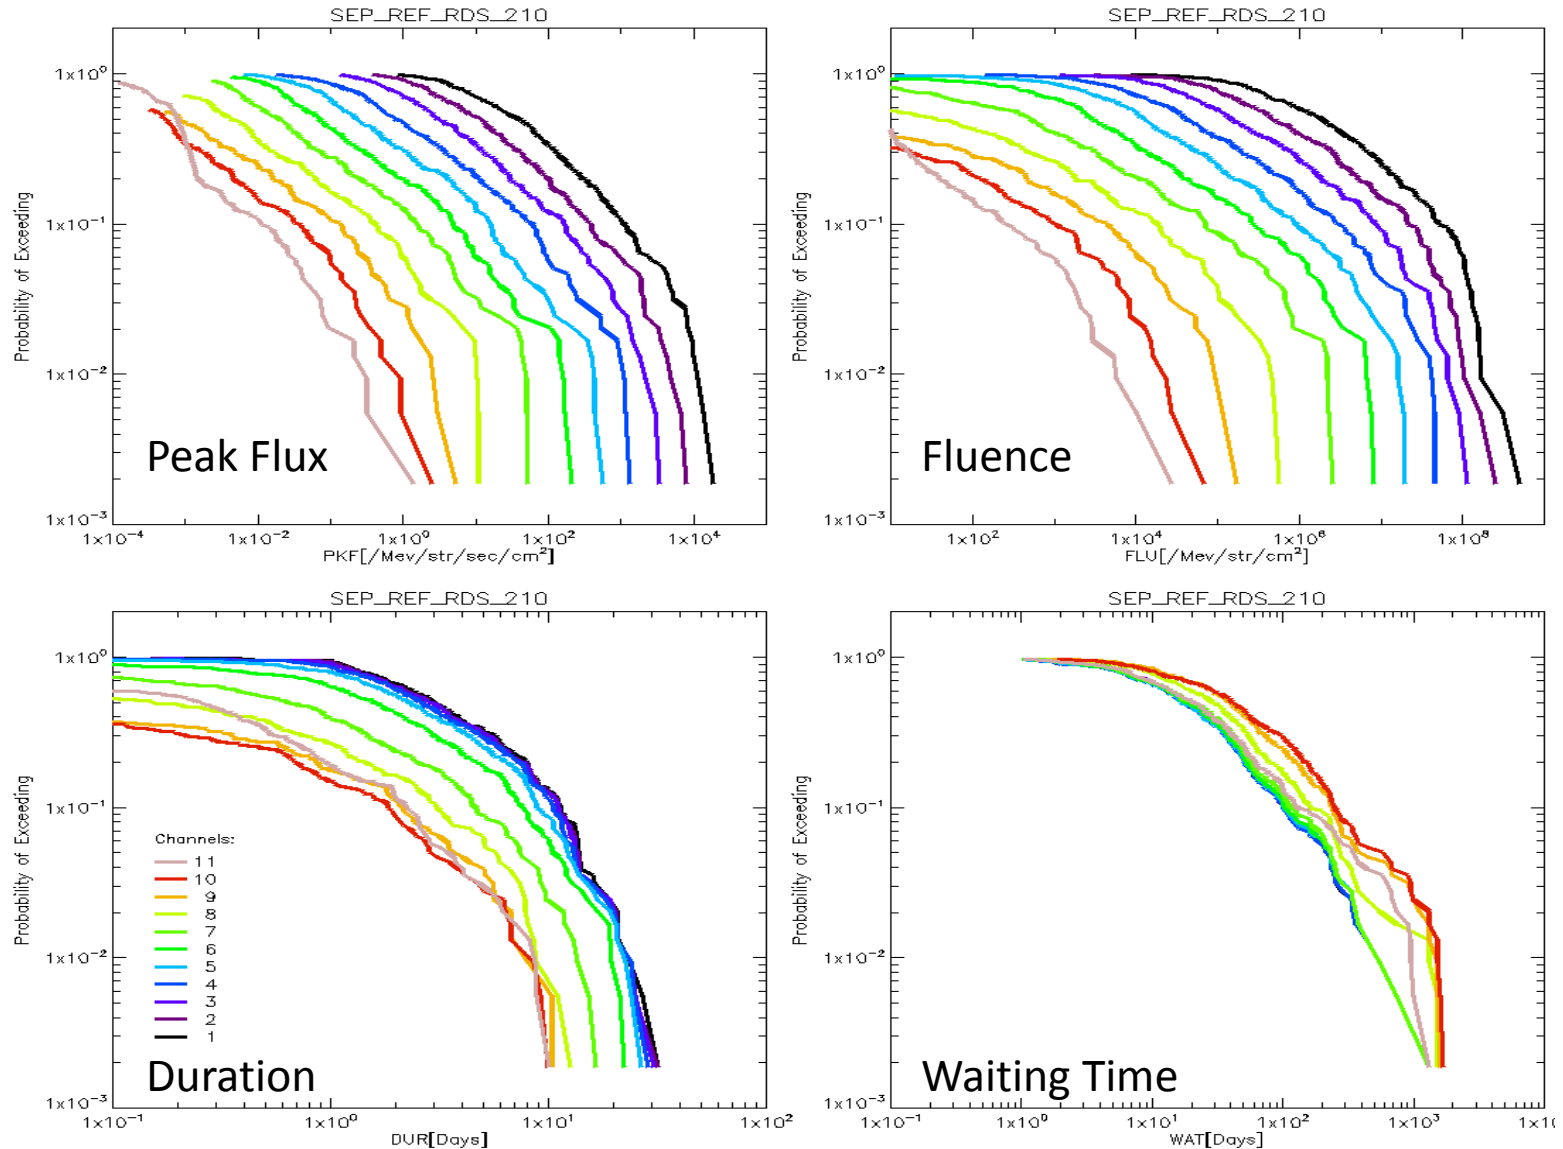 SEP_REF_RDS_210
1x10⁰
1x10⁻¹
1x10⁻²
1x10⁻³
Probability of Exceeding
Peak Flux
1x10⁻⁴ 1x10⁻² 1x10⁰ 1x10² 1x10⁴
PKF[/Mev/str/sec/cm²]
SEP_REF_RDS_210
1x10⁰
1x10⁻¹
1x10⁻²
1x10⁻³
Probability of Exceeding
Fluence
1x10² 1x10⁴ 1x10⁶ 1x10⁸
FLU[/Mev/str/cm²]
SEP_REF_RDS_210
1x10⁰
1x10⁻¹
1x10⁻²
1x10⁻³
Probability of Exceeding
Channels:
11
10
9
8
7
6
5
4
3
2
1
Duration
1x10⁻¹ 1x10⁰ 1x10¹ 1x10²
DUR[Days]
SEP_REF_RDS_210
1x10⁰
1x10⁻¹
1x10⁻²
1x10⁻³
Probability of Exceeding
Waiting Time
1x10⁻¹ 1x10⁰ 1x10¹ 1x10² 1x10³
WAT[Days]